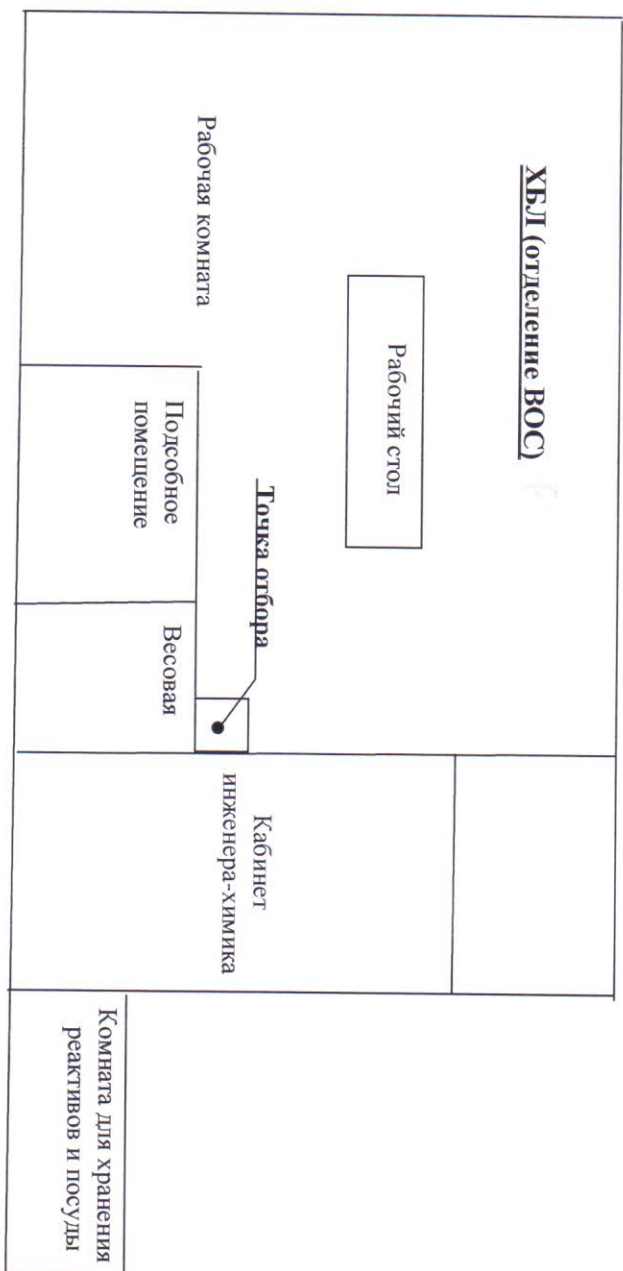 ХБЛ (отделение ВОС)
Рабочий стол
Рабочая комната
Точка отбора
Подсобное
помещение
Весовая
Кабинет
инженера-химика
Комната для хранения
реактивов и посуды